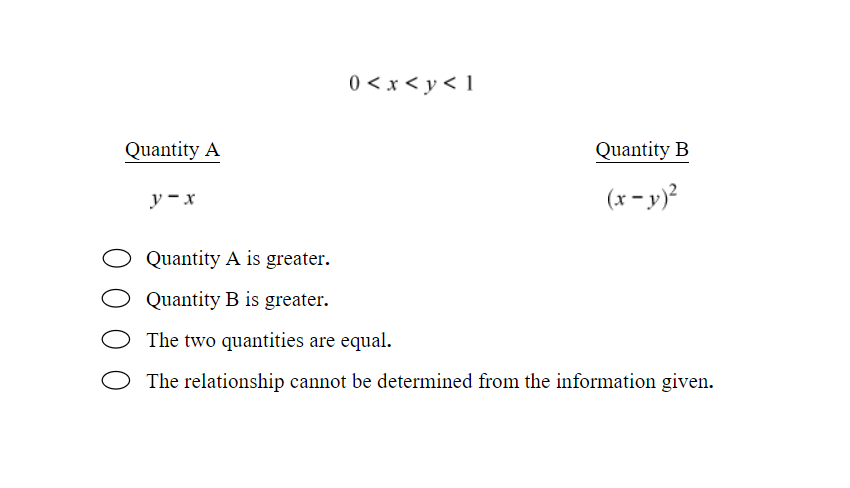 0 < x < y < 1
Quantity A Quantity B
y − x (x − y)²
Quantity A is greater.
Quantity B is greater.
The two quantities are equal.
The relationship cannot be determined from the information given.